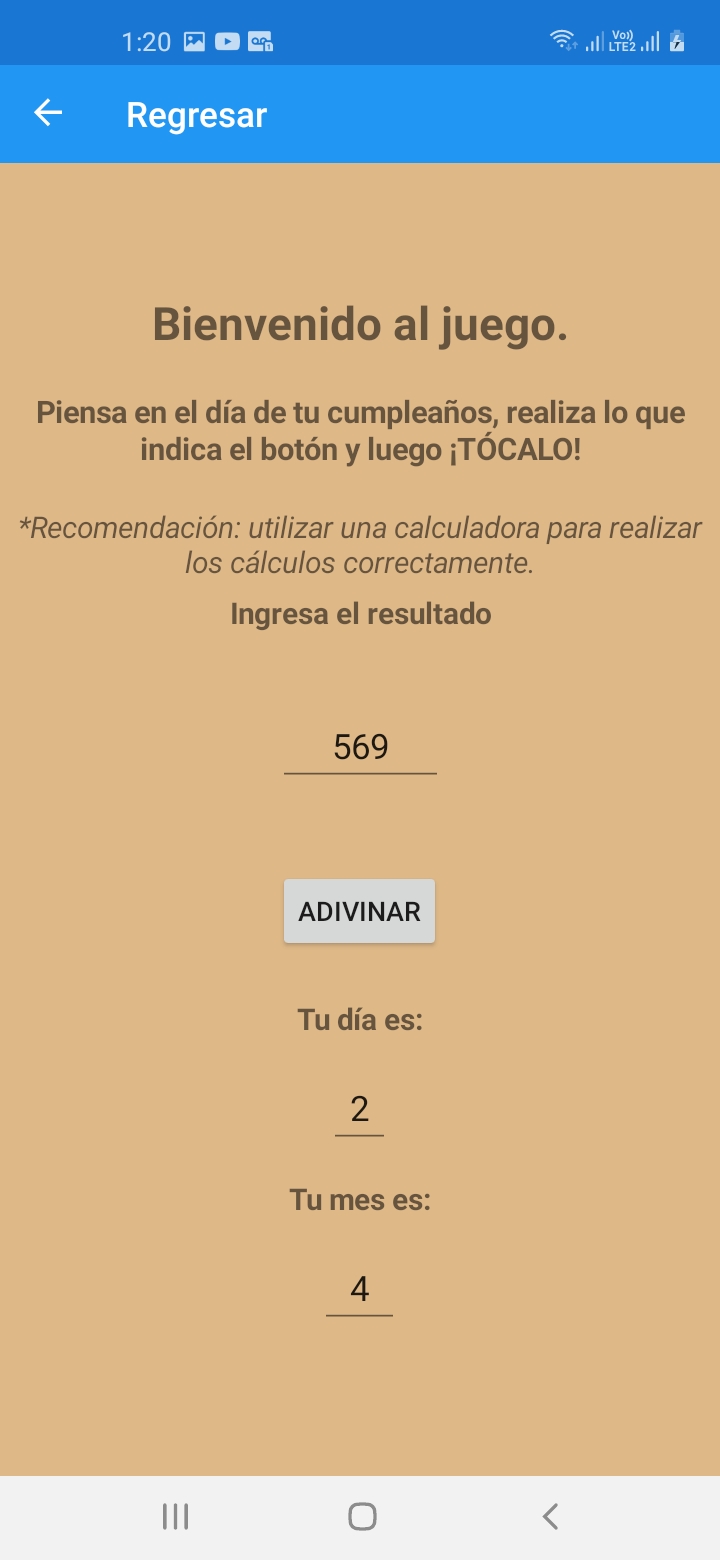 1:20
Vo))
LTE2
Regresar
Bienvenido al juego.
Piensa en el día de tu cumpleaños, realiza lo que
indica el botón y luego ¡TÓCALO!
*Recomendación: utilizar una calculadora para realizar
los cálculos correctamente.
Ingresa el resultado
569
ADIVINAR
Tu día es:
2
Tu mes es:
4